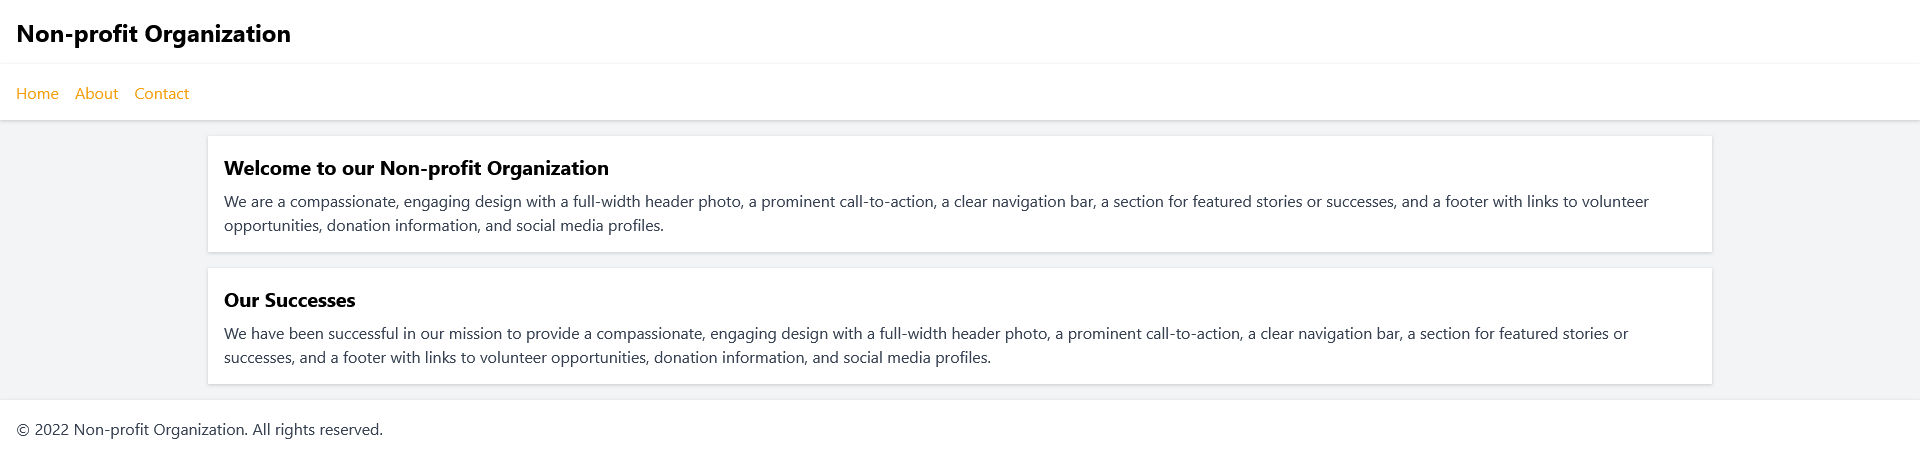 Non-profit Organization
Home About Contact
Welcome to our Non-profit Organization
We are a compassionate, engaging design with a full-width header photo, a prominent call-to-action, a clear navigation bar, a section for featured stories or successes, and a footer with links to volunteer
opportunities, donation information, and social media profiles.
Our Successes
We have been successful in our mission to provide a compassionate, engaging design with a full-width header photo, a prominent call-to-action, a clear navigation bar, a section for featured stories or
successes, and a footer with links to volunteer opportunities, donation information, and social media profiles.
© 2022 Non-profit Organization. All rights reserved.